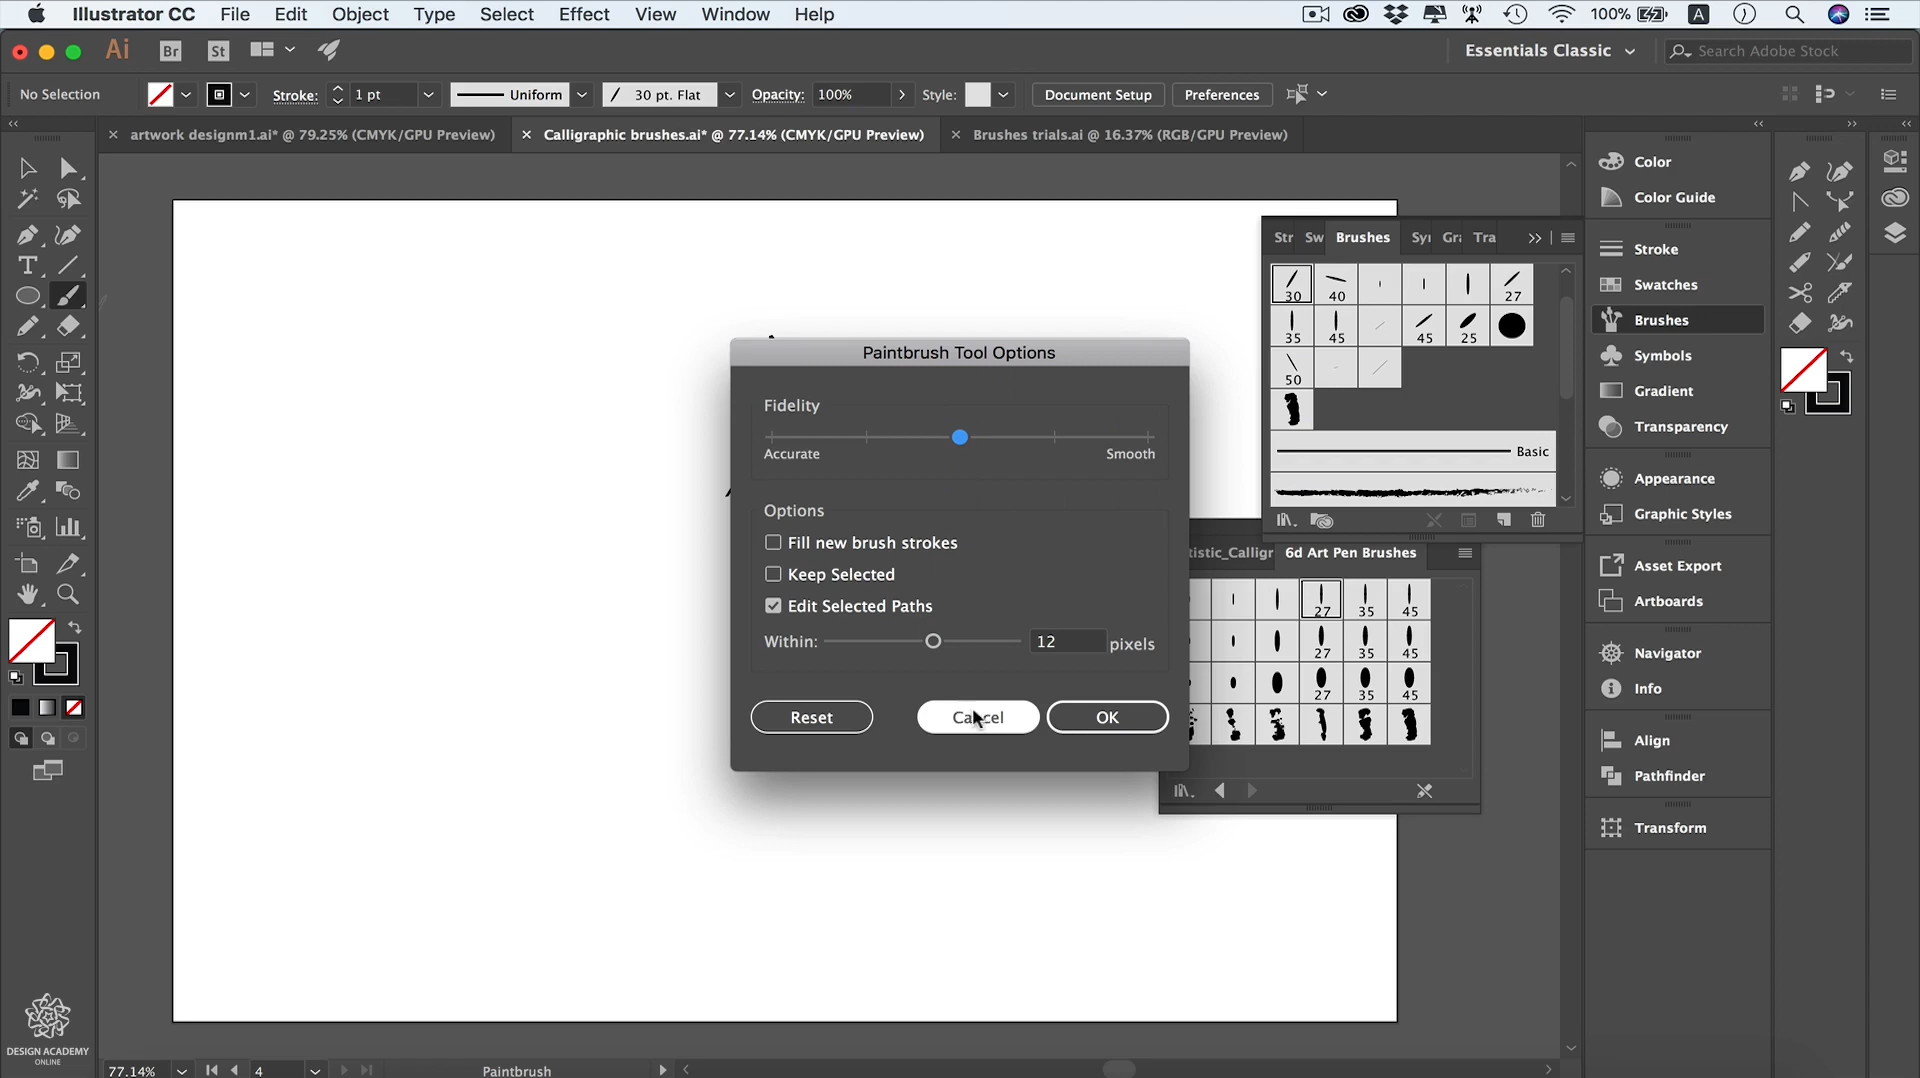 Illustrator CC File Edit Object Type Select Effect View Window Help
100% A
Ai Br St Essentials Classic Search Adobe Stock
No Selection Stroke: 1 pt Uniform 30 pt. Flat Opacity: 100% Style: Document Setup Preferences
artwork designm1.ai* @ 79.25% (CMYK/GPU Preview) Calligraphic brushes.ai* @ 77.14% (CMYK/GPU Preview) Brushes trials.ai @ 16.37% (RGB/GPU Preview)
Paintbrush Tool Options
Fidelity
Accurate Smooth
Options
Fill new brush strokes
Keep Selected
Edit Selected Paths
Within: 12 pixels
Reset Cancel OK
Str Sw Brushes Syr Gra Tra
30 40 27
35 45 45 25
50
Basic
tistic_Calligr 6d Art Pen Brushes
27 35 45
27 35 45
27 35 45
Color
Color Guide
Stroke
Swatches
Brushes
Symbols
Gradient
Transparency
Appearance
Graphic Styles
Asset Export
Artboards
Navigator
Info
Align
Pathfinder
Transform
DESIGN ACADEMY
ONLINE
77.14% 4 Paintbrush